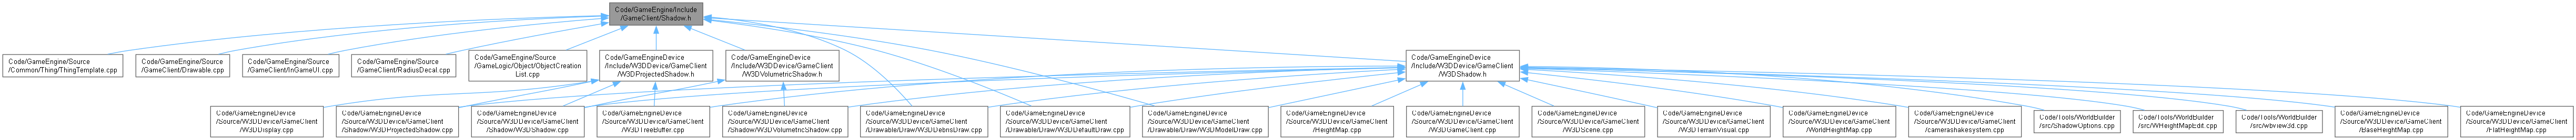 Code/GameEngine/Include
/GameClient/Shadow.h
Code/GameEngine/Source
/Common/Thing/ThingTemplate.cpp
Code/GameEngine/Source
/GameClient/Drawable.cpp
Code/GameEngine/Source
/GameClient/InGameUI.cpp
Code/GameEngine/Source
/GameClient/RadiusDecal.cpp
Code/GameEngine/Source
/GameLogic/Object/ObjectCreation
List.cpp
Code/GameEngineDevice
/Include/W3DDevice/GameClient
/W3DProjectedShadow.h
Code/GameEngineDevice
/Include/W3DDevice/GameClient
/W3DVolumetricShadow.h
Code/GameEngineDevice
/Include/W3DDevice/GameClient
/W3DShadow.h
Code/GameEngineDevice
/Source/W3DDevice/GameClient
/W3DDisplay.cpp
Code/GameEngineDevice
/Source/W3DDevice/GameClient
/Shadow/W3DProjectedShadow.cpp
Code/GameEngineDevice
/Source/W3DDevice/GameClient
/Shadow/W3DShadow.cpp
Code/GameEngineDevice
/Source/W3DDevice/GameClient
/W3DTreeBuffer.cpp
Code/GameEngineDevice
/Source/W3DDevice/GameClient
/Shadow/W3DVolumetricShadow.cpp
Code/GameEngineDevice
/Source/W3DDevice/GameClient
/Drawable/Draw/W3DDebrisDraw.cpp
Code/GameEngineDevice
/Source/W3DDevice/GameClient
/Drawable/Draw/W3DDefaultDraw.cpp
Code/GameEngineDevice
/Source/W3DDevice/GameClient
/Drawable/Draw/W3DModelDraw.cpp
Code/GameEngineDevice
/Source/W3DDevice/GameClient
/HeightMap.cpp
Code/GameEngineDevice
/Source/W3DDevice/GameClient
/W3DGameClient.cpp
Code/GameEngineDevice
/Source/W3DDevice/GameClient
/W3DScene.cpp
Code/GameEngineDevice
/Source/W3DDevice/GameClient
/W3DTerrainVisual.cpp
Code/GameEngineDevice
/Source/W3DDevice/GameClient
/WorldHeightMap.cpp
Code/GameEngineDevice
/Source/W3DDevice/GameClient
/camerashakesystem.cpp
Code/Tools/WorldBuilder
/src/ShadowOptions.cpp
Code/Tools/WorldBuilder
/src/WHeightMapEdit.cpp
Code/Tools/WorldBuilder
/src/wbview3d.cpp
Code/GameEngineDevice
/Source/W3DDevice/GameClient
/BaseHeightMap.cpp
Code/GameEngineDevice
/Source/W3DDevice/GameClient
/FlatHeightMap.cpp